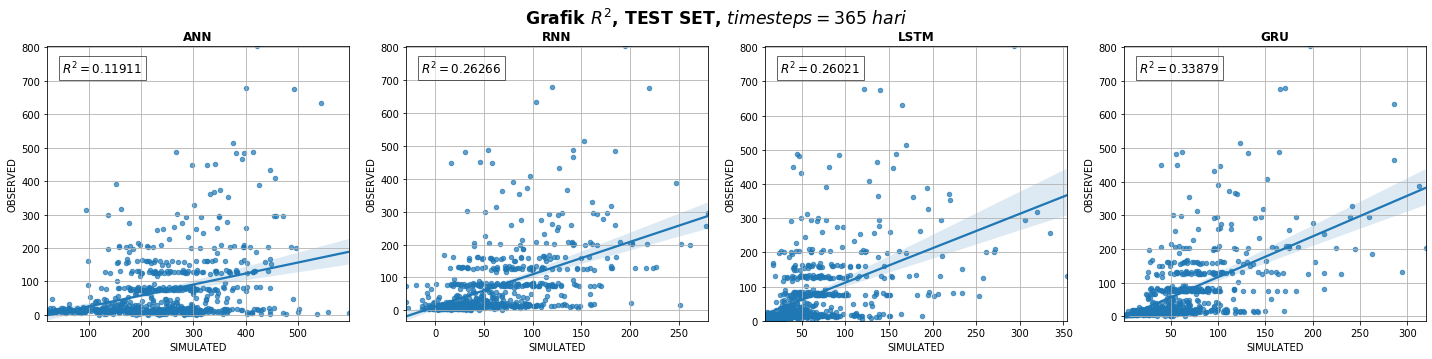 Grafik R², TEST SET, timesteps = 365 hari
ANN
R² = 0.11911
OBSERVED
800
700
600
500
400
300
200
100
0
100 200 300 400 500
SIMULATED
RNN
R² = 0.26266
OBSERVED
800
700
600
500
400
300
200
100
0
0 50 100 150 200 250
SIMULATED
LSTM
R² = 0.26021
OBSERVED
800
700
600
500
400
300
200
100
0
50 100 150 200 250 300 350
SIMULATED
GRU
R² = 0.33879
OBSERVED
800
700
600
500
400
300
200
100
0
50 100 150 200 250 300
SIMULATED